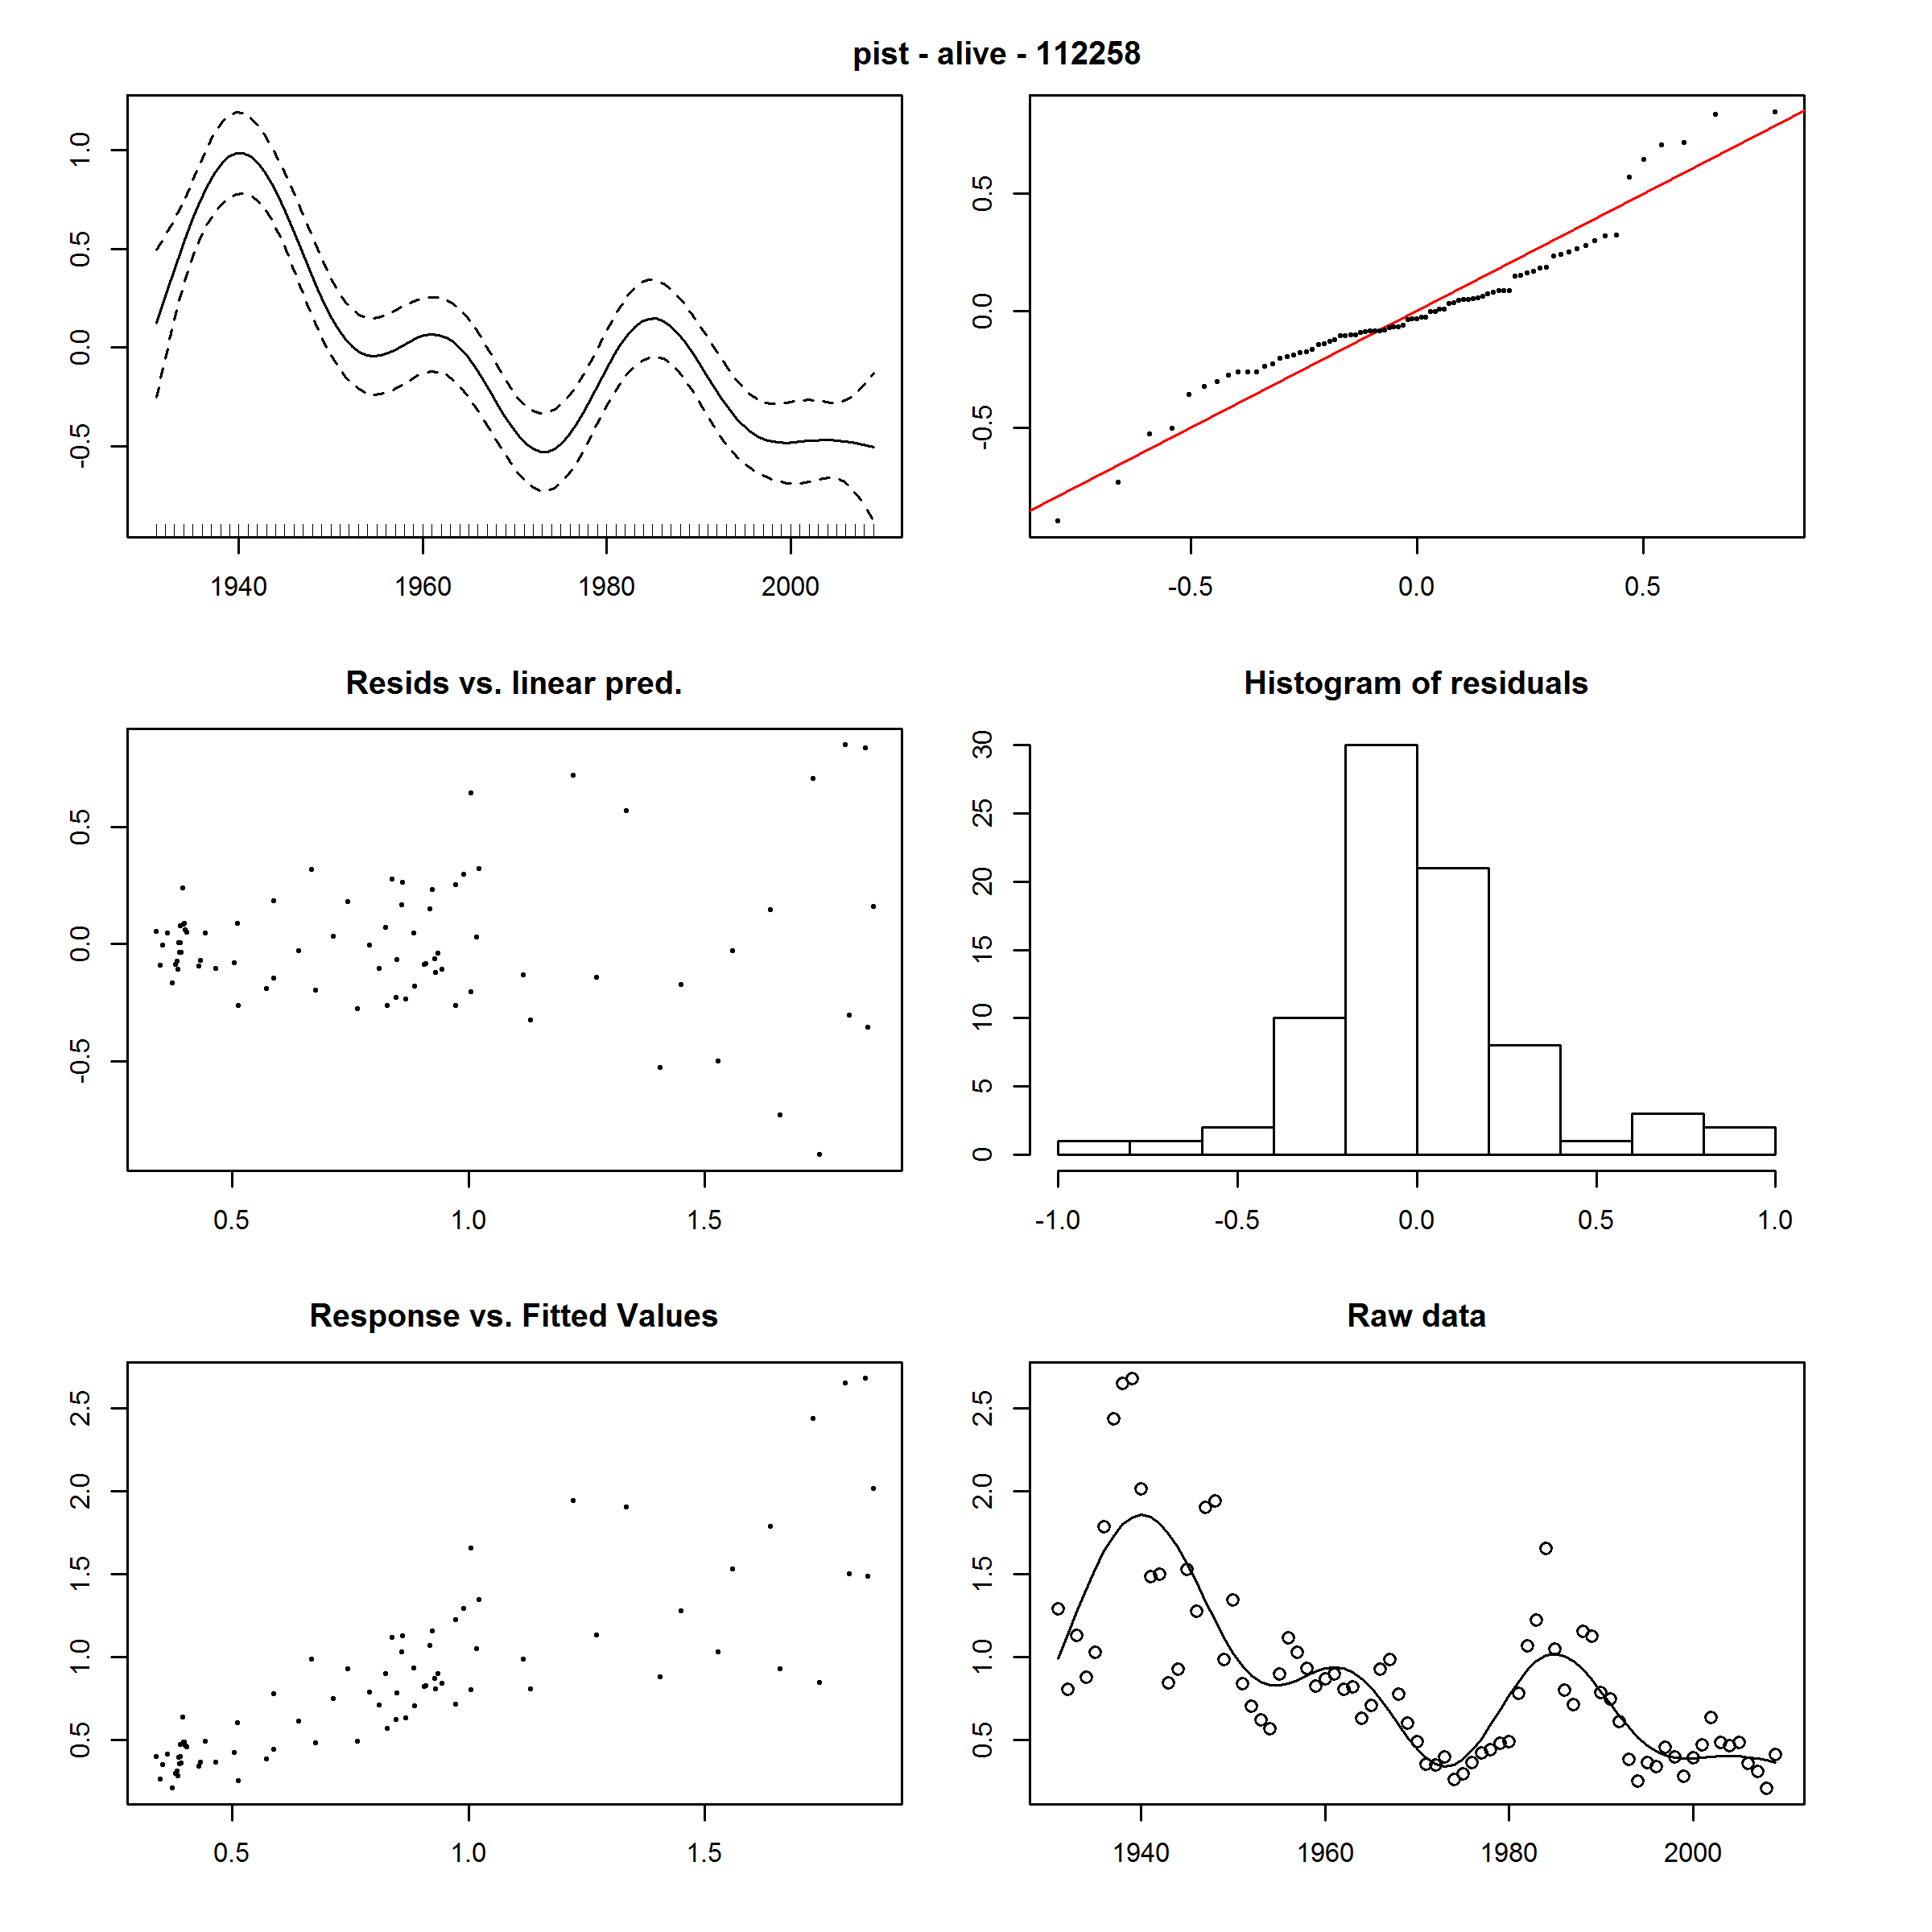 pist - alive - 112258
1.0
0.5
0.0
-0.5
1940 1960 1980 2000
0.5
0.0
-0.5
-0.5 0.0 0.5
Resids vs. linear pred.
0.5
0.0
-0.5
0.5 1.0 1.5
Histogram of residuals
30
25
20
15
10
5
0
-1.0 -0.5 0.0 0.5 1.0
Response vs. Fitted Values
2.5
2.0
1.5
1.0
0.5
0.5 1.0 1.5
Raw data
2.5
2.0
1.5
1.0
0.5
1940 1960 1980 2000